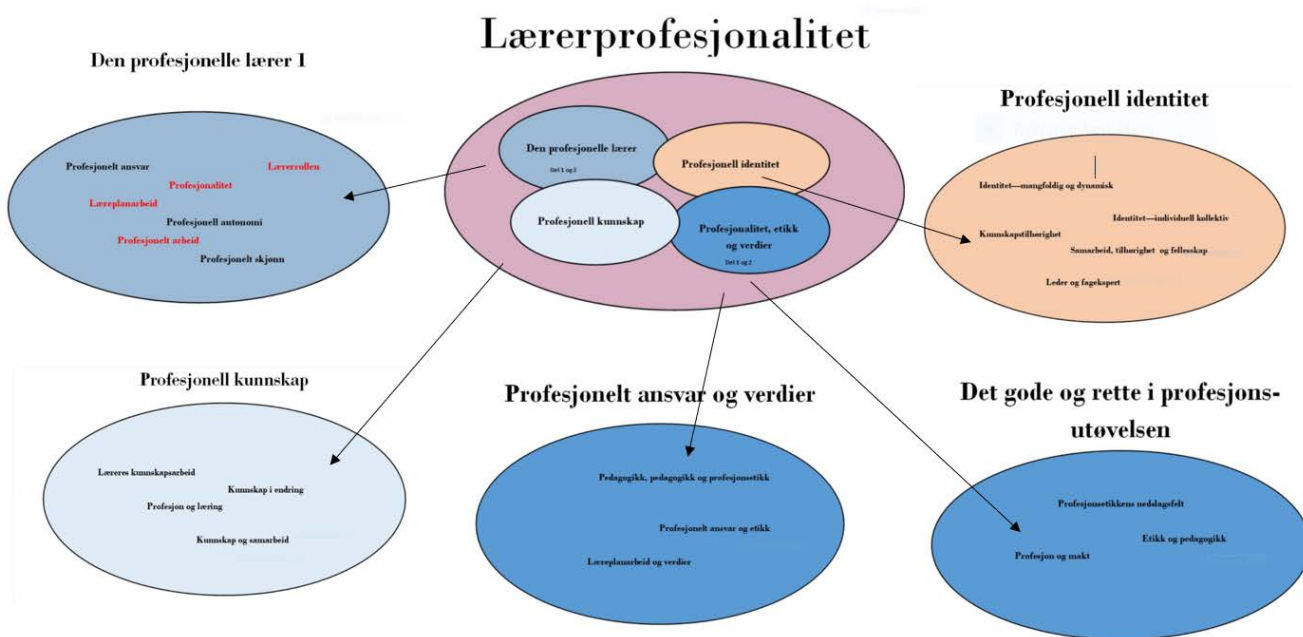 Lærerprofesjonalitet
Den profesjonelle lærer 1
Profesjonelt ansvar
Lærerrollen
Profesjonalitet
Læreplanarbeid
Profesjonell autonomi
Profesjonelt arbeid
Profesjonelt skjønn
Den profesjonelle lærer
Del 1 og 2
Profesjonell identitet
Profesjonell kunnskap
Profesjonalitet, etikk
og verdier
Del 1 og 2
Profesjonell identitet
Identitet—mangfoldig og dynamisk
Identitet—individuell kollektiv
Kunnskapstilhørighet
Samarbeid, tilhørighet og fellesskap
Leder og fagekspert
Profesjonell kunnskap
Læreres kunnskapsarbeid
Kunnskap i endring
Profesjon og læring
Kunnskap og samarbeid
Profesjonelt ansvar og verdier
Pedagogikk, pedagogikk og profesjonsetikk
Profesjonelt ansvar og etikk
Læreplanarbeid og verdier
Det gode og rette i profesjons-
utøvelsen
Profesjonsetikkens nedslagsfelt
Etikk og pedagogikk
Profesjon og makt